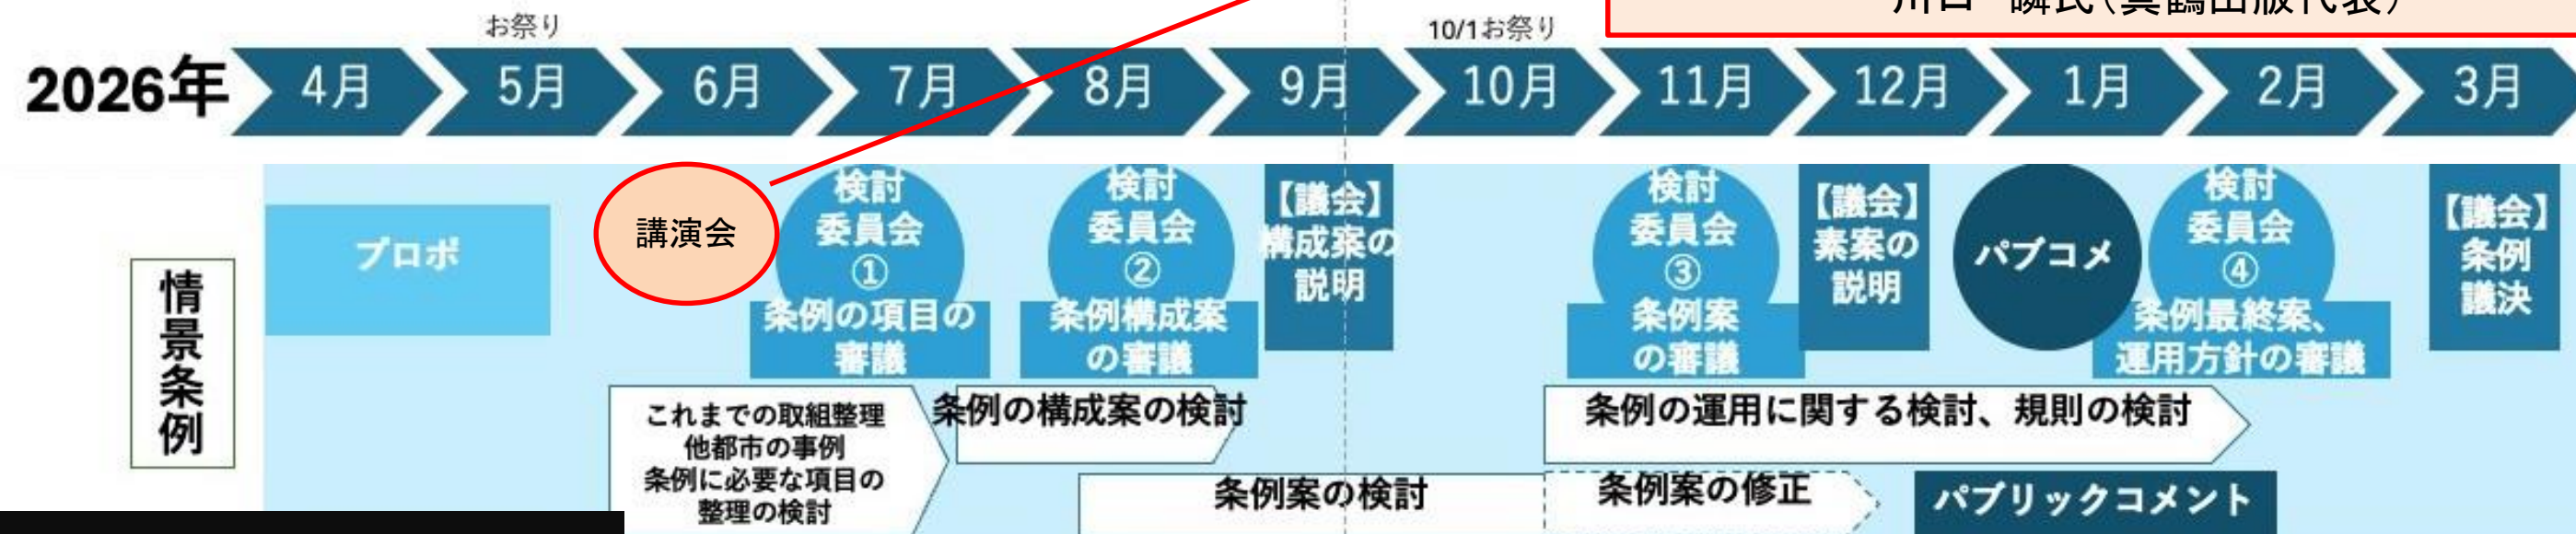 川口 瞬氏(真鶴出版代表)
お祭り
10/1お祭り
2026年
4月
5月
6月
7月
8月
9月
10月
11月
12月
1月
2月
3月
情景条例
プロポ
講演会
検討
委員会
①
条例の項目の
審議
検討
委員会
②
条例構成案
の審議
【議会】
構成案の
説明
検討
委員会
③
条例案
の審議
【議会】
素案の
説明
パブコメ
検討
委員会
④
条例最終案、
運用方針の審議
【議会】
条例
議決
これまでの取組整理
他都市の事例
条例に必要な項目の
整理の検討
条例の構成案の検討
条例の運用に関する検討、規則の検討
条例案の検討
条例案の修正
パブリックコメント